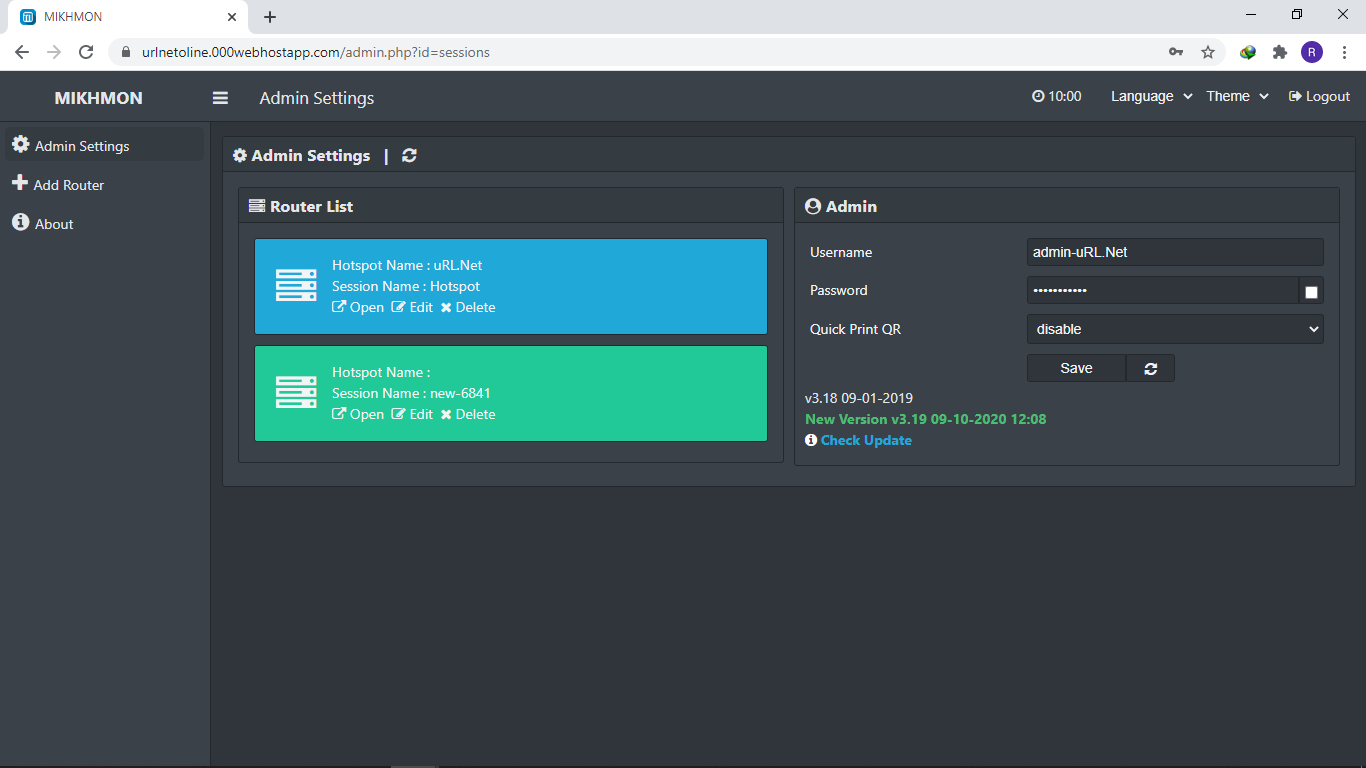 MIKHMON
urlnetoline.000webhostapp.com/admin.php?id=sessions
R
MIKHMON
Admin Settings
10:00
Language
Theme
Logout
Admin Settings
Add Router
About
Admin Settings |
Router List
Hotspot Name : uRL.Net
Session Name : Hotspot
Open Edit Delete
Hotspot Name :
Session Name : new-6841
Open Edit Delete
Admin
Username admin-uRL.Net
Password •••••••••••
Quick Print QR disable
Save
v3.18 09-01-2019
New Version v3.19 09-10-2020 12:08
Check Update